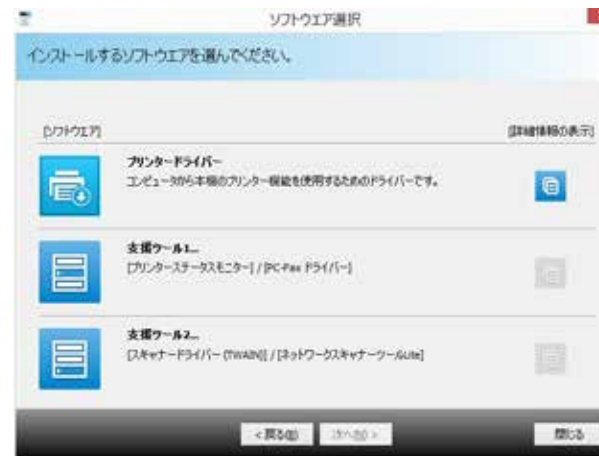 ソフトウエア選択
インストールするソフトウエアを選んでください。
[ソフトウエア]
[詳細情報の表示]
プリンタードライバー
コンピュータから本機のプリンター機能を使用するためのドライバーです。
支援ツール1...
[プリンターステータスモニター] / [PC-Fax ドライバー]
支援ツール2...
[スキャナードライバー (TWAIN)] / [ネットワークスキャナーツールLite]
< 戻る(B)
次へ(N) >
閉じる